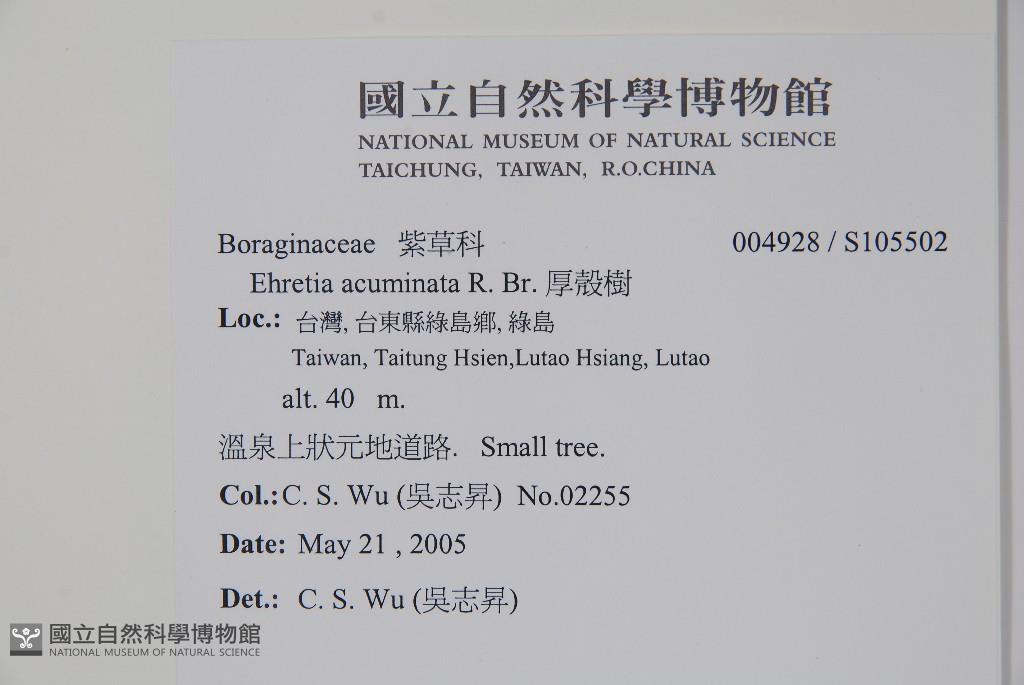 國立自然科學博物館
NATIONAL MUSEUM OF NATURAL SCIENCE
TAICHUNG, TAIWAN, R.O.CHINA
Boraginaceae 紫草科 004928 / S105502
Ehretia acuminata R. Br. 厚殼樹
Loc.: 台灣, 台東縣綠島鄉, 綠島
Taiwan, Taitung Hsien,Lutao Hsiang, Lutao
alt. 40 m.
溫泉上狀元地道路. Small tree.
Col.: C. S. Wu (吳志昇) No.02255
Date: May 21 , 2005
Det.: C. S. Wu (吳志昇)
國立自然科學博物館
NATIONAL MUSEUM OF NATURAL SCIENCE